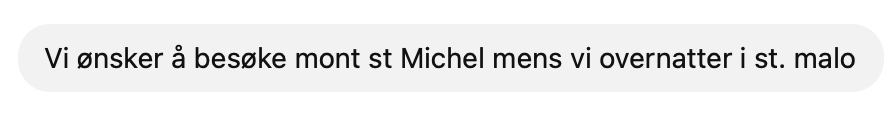 Vi ønsker å besøke mont st Michel mens vi overnatter i st. malo